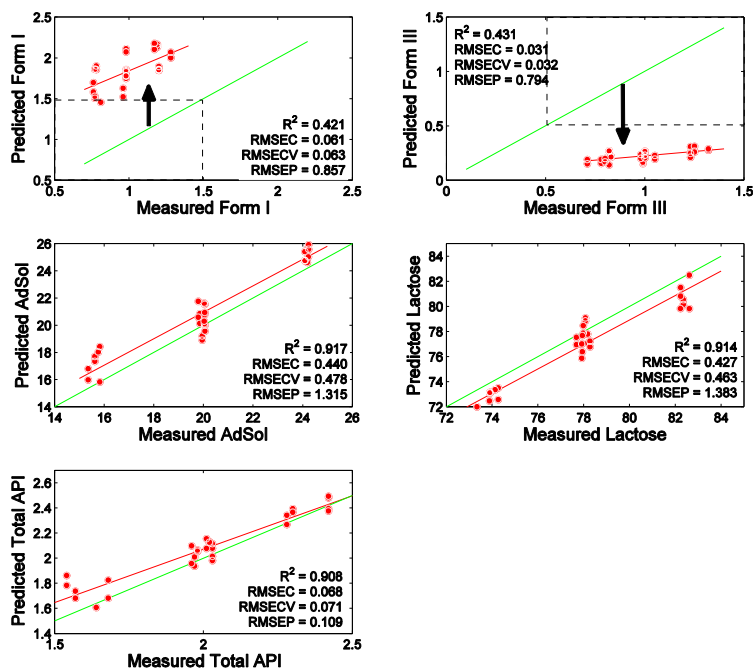 2.5
2
1.5
1
0.5
0.5
1
1.5
2
2.5
Predicted Form I
Measured Form I
R² = 0.421
RMSEC = 0.061
RMSECV = 0.063
RMSEP = 0.857
1.5
1
0.5
0
0
0.5
1
1.5
Predicted Form III
Measured Form III
R² = 0.431
RMSEC = 0.031
RMSECV = 0.032
RMSEP = 0.794
26
24
22
20
18
16
14
14
16
18
20
22
24
26
Predicted AdSol
Measured AdSol
R² = 0.917
RMSEC = 0.440
RMSECV = 0.478
RMSEP = 1.315
84
82
80
78
76
74
72
72
74
76
78
80
82
84
Predicted Lactose
Measured Lactose
R² = 0.914
RMSEC = 0.427
RMSECV = 0.463
RMSEP = 1.383
2.6
2.4
2.2
2
1.8
1.6
1.4
1.5
2
2.5
Predicted Total API
Measured Total API
R² = 0.908
RMSEC = 0.068
RMSECV = 0.071
RMSEP = 0.109